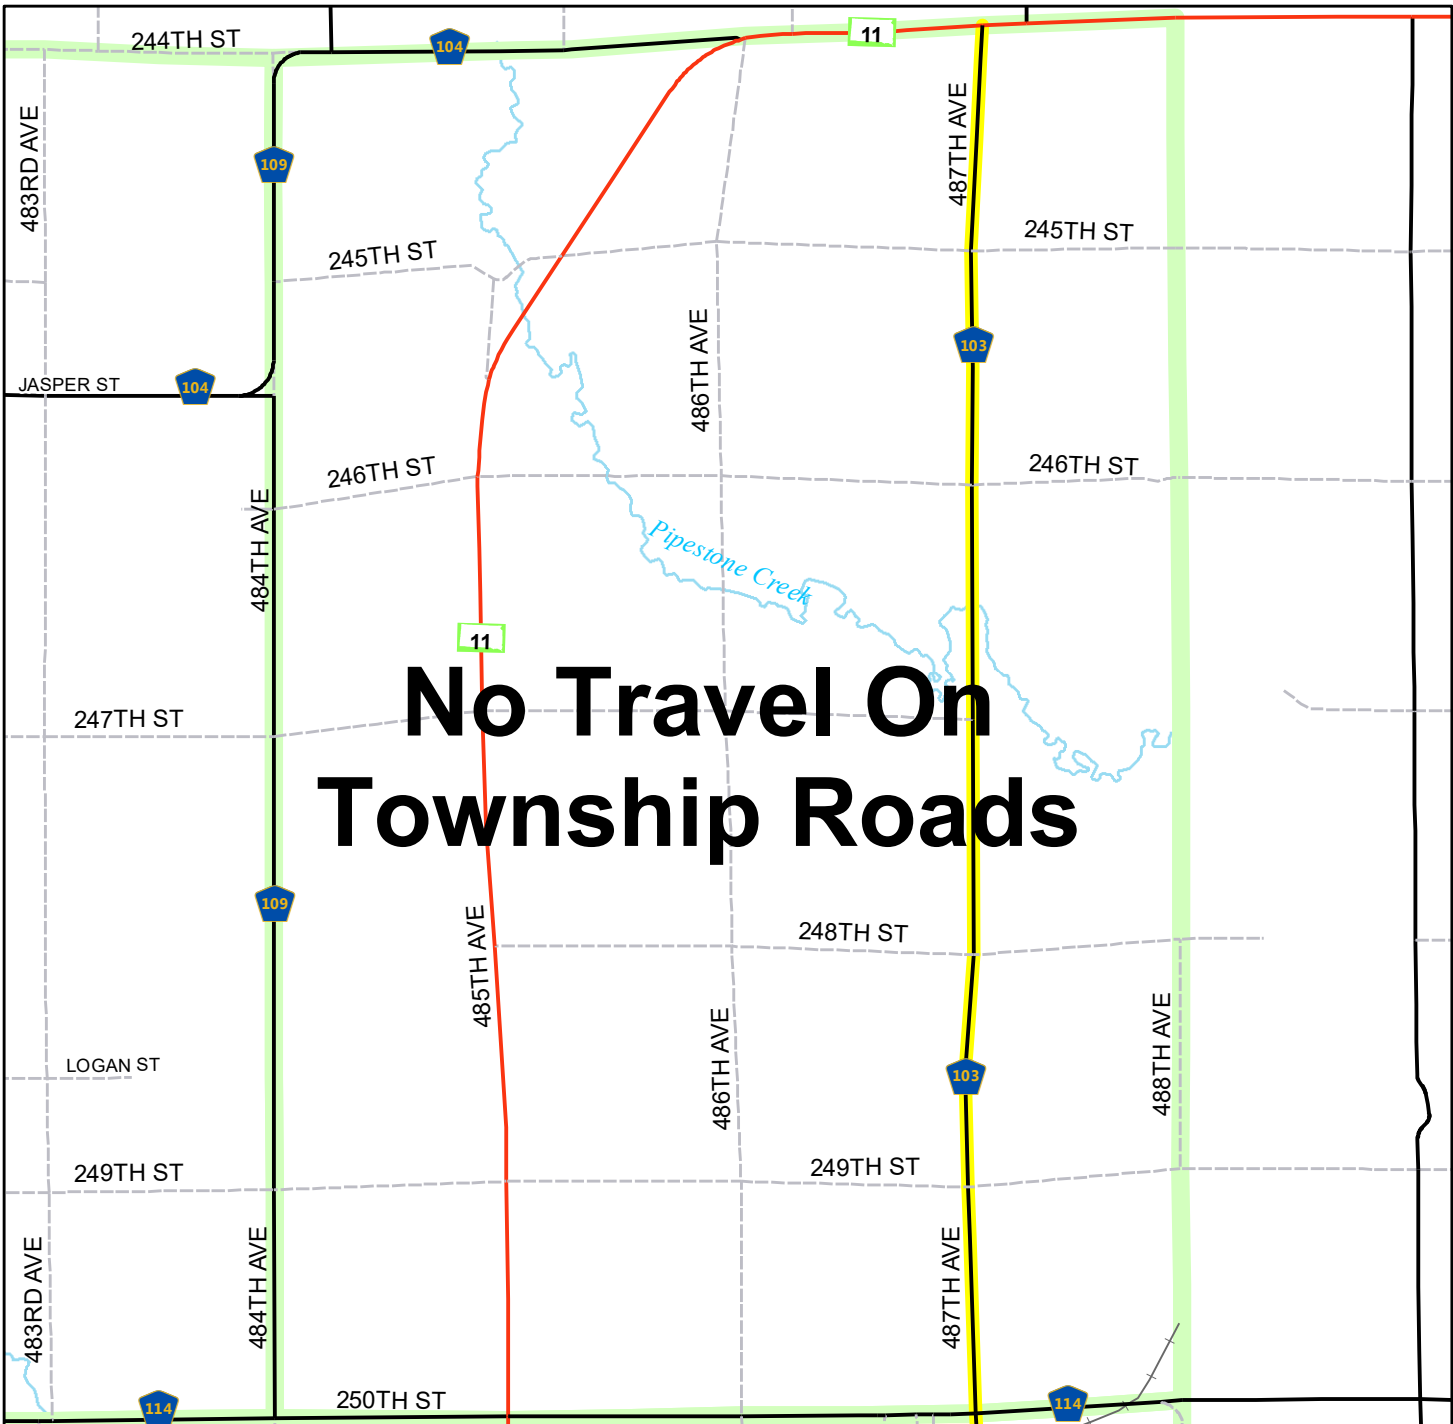 244TH ST
104
11
483RD AVE
109
487TH AVE
245TH ST
245TH ST
486TH AVE
103
JASPER ST
104
246TH ST
246TH ST
484TH AVE
Pipestone Creek
11
No Travel On
Township Roads
247TH ST
109
485TH AVE
248TH ST
488TH AVE
486TH AVE
LOGAN ST
103
249TH ST
249TH ST
483RD AVE
484TH AVE
487TH AVE
250TH ST
114
114